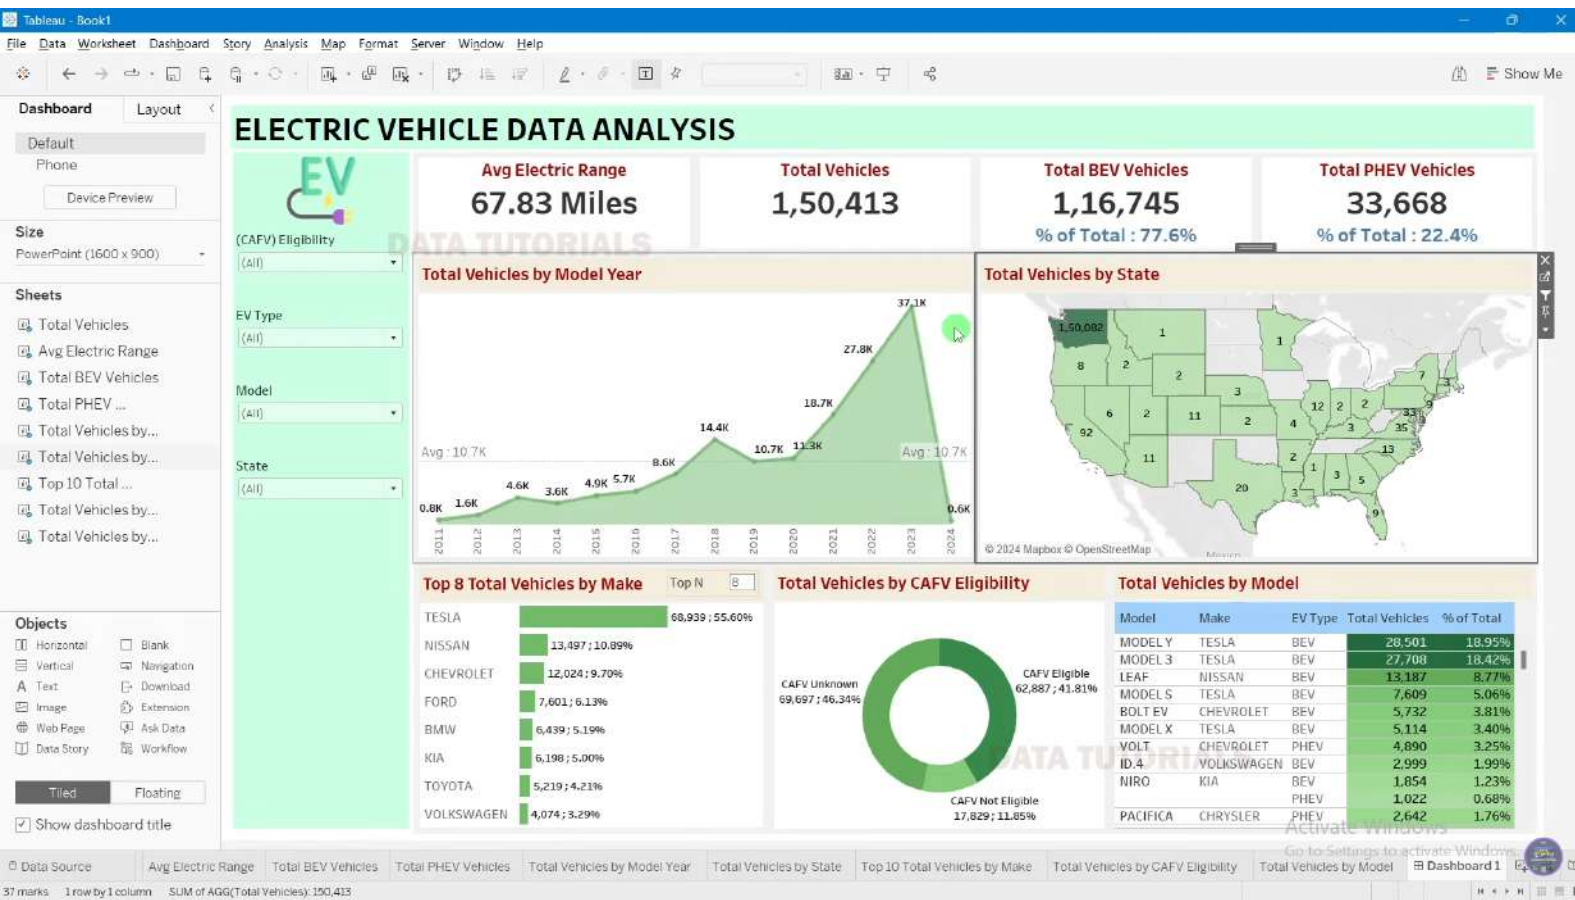 Tableau - Book1
File Data Worksheet Dashboard Story Analysis Map Format Server Window Help
Show Me
Dashboard Layout
ELECTRIC VEHICLE DATA ANALYSIS
Default
Phone
Device Preview
Size
PowerPoint (1600 x 900)
Sheets
Total Vehicles
Avg Electric Range
Total BEV Vehicles
Total PHEV ...
Total Vehicles by...
Total Vehicles by...
Top 10 Total ...
Total Vehicles by...
Total Vehicles by...
Objects
Horizontal Blank
Vertical Navigation
A Text Download
Image Extension
Web Page Ask Data
Data Story Workflow
Tiled Floating
Show dashboard title
EV
(CAFV) Eligibility
(All)
EV Type
(All)
Model
(All)
State
(All)
Avg Electric Range
67.83 Miles
Total Vehicles
1,50,413
Total BEV Vehicles
1,16,745
% of Total : 77.6%
Total PHEV Vehicles
33,668
% of Total : 22.4%
DATA TUTORIALS
Total Vehicles by Model Year
37.1K
27.8K
18.7K
14.4K
10.7K 11.3K
8.6K
4.6K 3.6K 4.9K 5.7K
0.8K 1.6K
0.6K
Avg : 10.7K Avg : 10.7K
2011 2012 2013 2014 2015 2016 2017 2018 2019 2020 2021 2022 2023 2024
Total Vehicles by State
1,50,082 1 1
8 2 2 7 3
3 12 2 2 9
6 2 11 2 4 3 33 35
92 13
11 2 1 3 5
20 3 9
© 2024 Mapbox © OpenStreetMap
Mexico
Top 8 Total Vehicles by Make Top N 8
TESLA 68,939 ; 55.60%
NISSAN 13,497 ; 10.89%
CHEVROLET 12,024 ; 9.70%
FORD 7,601 ; 6.13%
BMW 6,439 ; 5.19%
KIA 6,198 ; 5.00%
TOYOTA 5,219 ; 4.21%
VOLKSWAGEN 4,074 ; 3.29%
Total Vehicles by CAFV Eligibility
CAFV Unknown
69,697 ; 46.34%
CAFV Eligible
62,887 ; 41.81%
CAFV Not Eligible
17,829 ; 11.85%
DATA TUTORIALS
Total Vehicles by Model
Model Make EV Type Total Vehicles % of Total
MODEL Y TESLA BEV 28,501 18.95%
MODEL 3 TESLA BEV 27,708 18.42%
LEAF NISSAN BEV 13,187 8.77%
MODEL S TESLA BEV 7,609 5.06%
BOLT EV CHEVROLET BEV 5,732 3.81%
MODEL X TESLA BEV 5,114 3.40%
VOLT CHEVROLET PHEV 4,890 3.25%
ID.4 VOLKSWAGEN BEV 2,999 1.99%
NIRO KIA BEV 1,854 1.23%
PHEV 1,022 0.68%
PACIFICA CHRYSLER PHEV 2,642 1.76%
Activate Windows
Go to Settings to activate Windows.
Data Source Avg Electric Range Total BEV Vehicles Total PHEV Vehicles Total Vehicles by Model Year Total Vehicles by State Top 10 Total Vehicles by Make Total Vehicles by CAFV Eligibility Total Vehicles by Model Dashboard 1
37 marks 1 row by 1 column SUM of AGG(Total Vehicles): 150,413